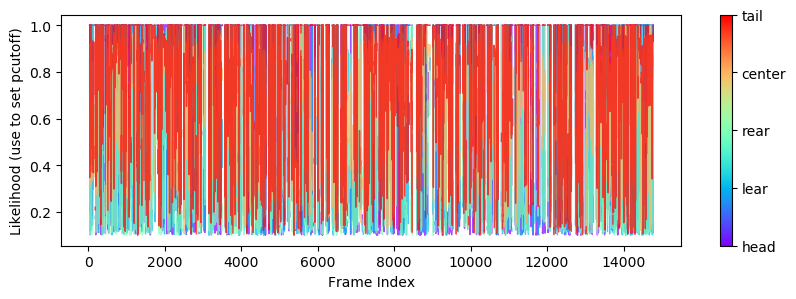 Likelihood (use to set pcutoff)
1.0
0.8
0.6
0.4
0.2
0
2000
4000
6000
8000
10000
12000
14000
Frame Index
tail
center
rear
lear
head